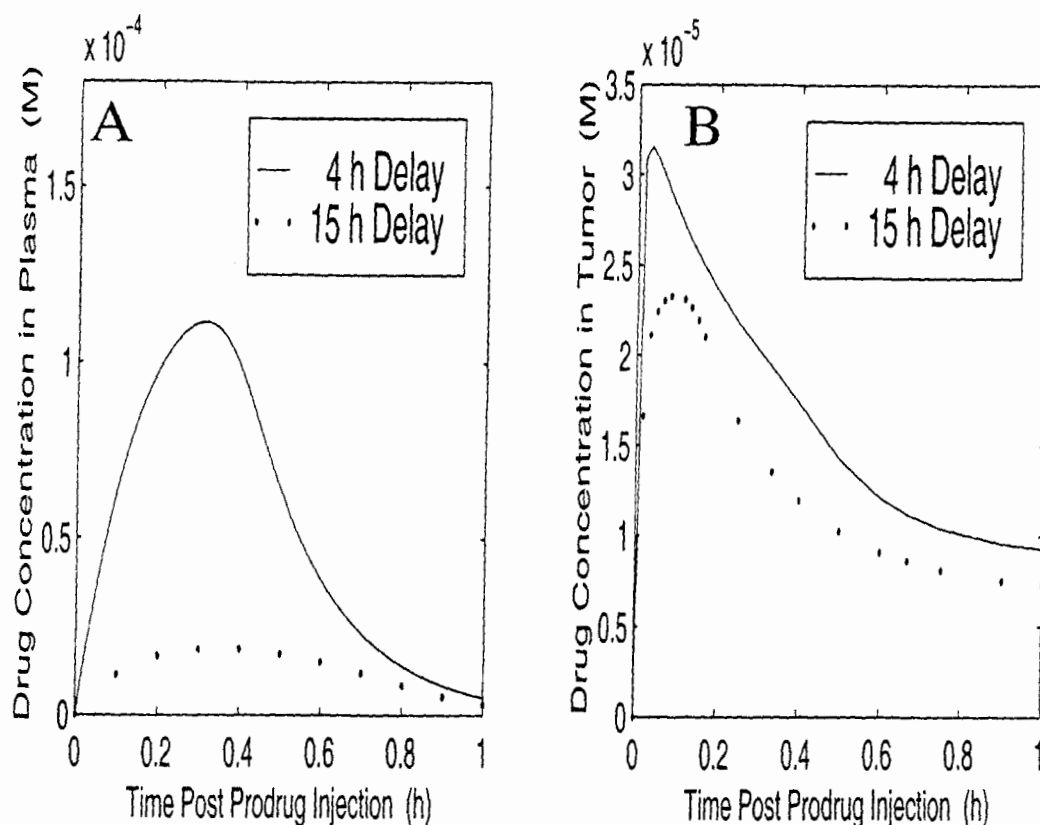 x 10⁻⁴
A
4 h Delay
15 h Delay
Drug Concentration in Plasma (M)
1.5
1
0.5
0
0 0.2 0.4 0.6 0.8 1
Time Post Prodrug Injection (h)
x 10⁻⁵
B
4 h Delay
15 h Delay
Drug Concentration in Tumor (M)
3.5
3
2.5
2
1.5
1
0.5
0
0 0.2 0.4 0.6 0.8 1
Time Post Prodrug Injection (h)